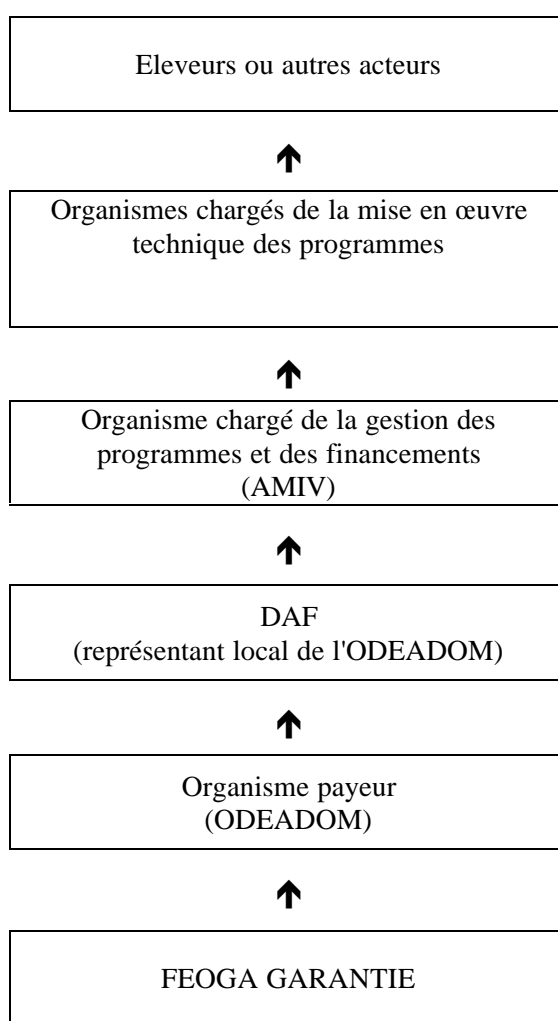 Eleveurs ou autres acteurs
Organismes chargés de la mise en œuvre
technique des programmes
Organisme chargé de la gestion des
programmes et des financements
(AMIV)
DAF
(représentant local de l'ODEADOM)
Organisme payeur
(ODEADOM)
FEOGA GARANTIE